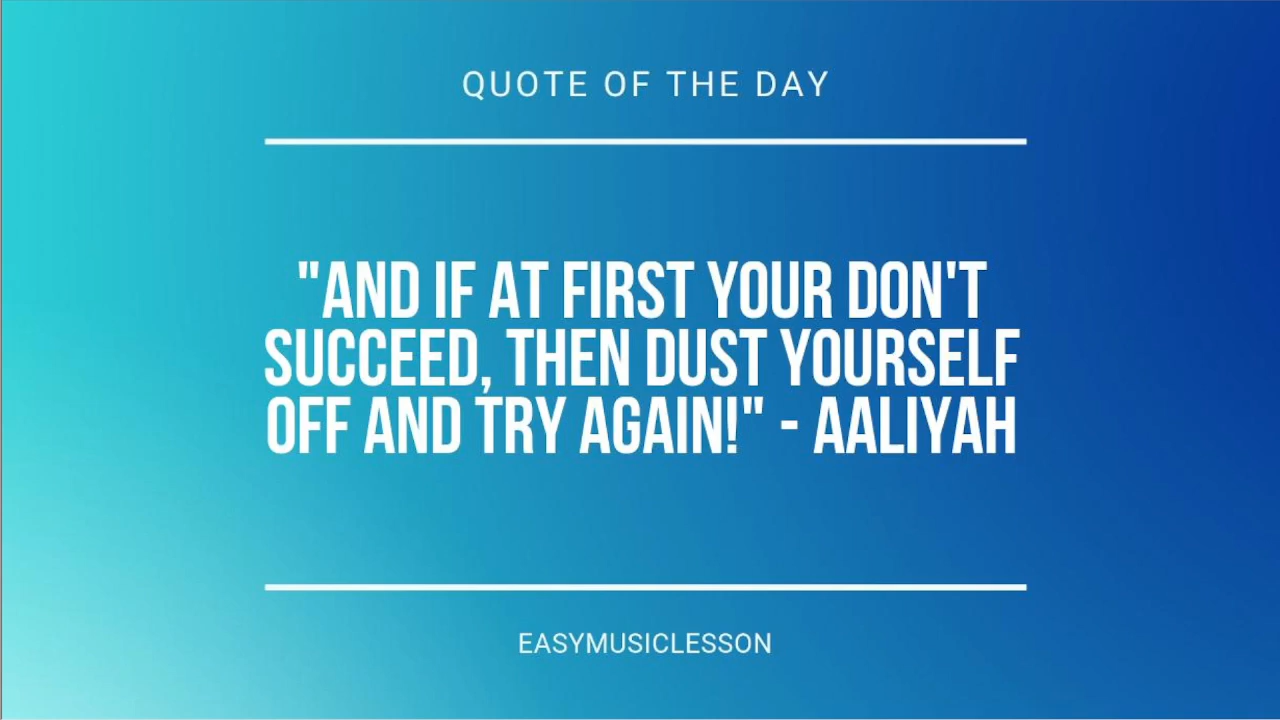 QUOTE OF THE DAY
"AND IF AT FIRST YOUR DON'T
SUCCEED, THEN DUST YOURSELF
OFF AND TRY AGAIN!" - AALIYAH
EASYMUSICLESSON